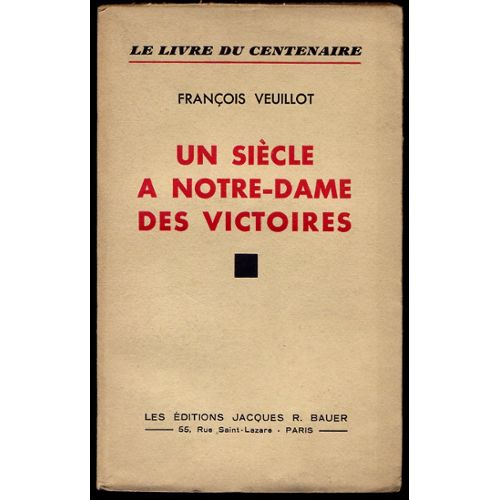 LE LIVRE DU CENTENAIRE
FRANÇOIS VEUILLOT
UN SIÈCLE
A NOTRE-DAME
DES VICTOIRES
LES ÉDITIONS JACQUES R. BAUER
55, Rue Saint-Lazare - PARIS